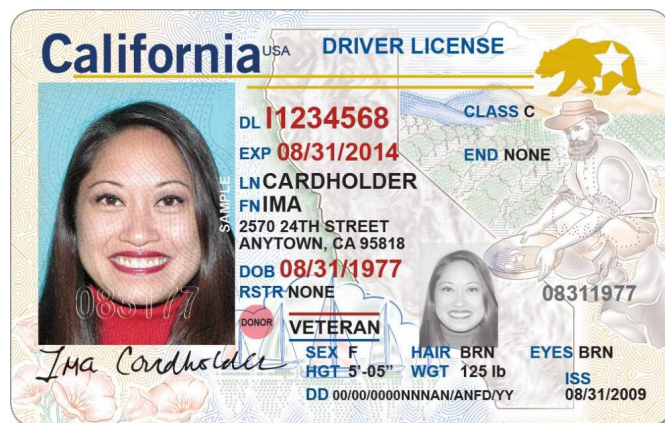 California USA DRIVER LICENSE
DL I1234568 CLASS C
EXP 08/31/2014 END NONE
LN CARDHOLDER
FN IMA
2570 24TH STREET
ANYTOWN, CA 95818
DOB 08/31/1977
RSTR NONE 08311977
SAMPLE
083177
DONOR
VETERAN
Ima Cardholder
SEX F HAIR BRN EYES BRN
HGT 5'-05" WGT 125 lb ISS
DD 00/00/0000NNNAN/ANFD/YY 08/31/2009